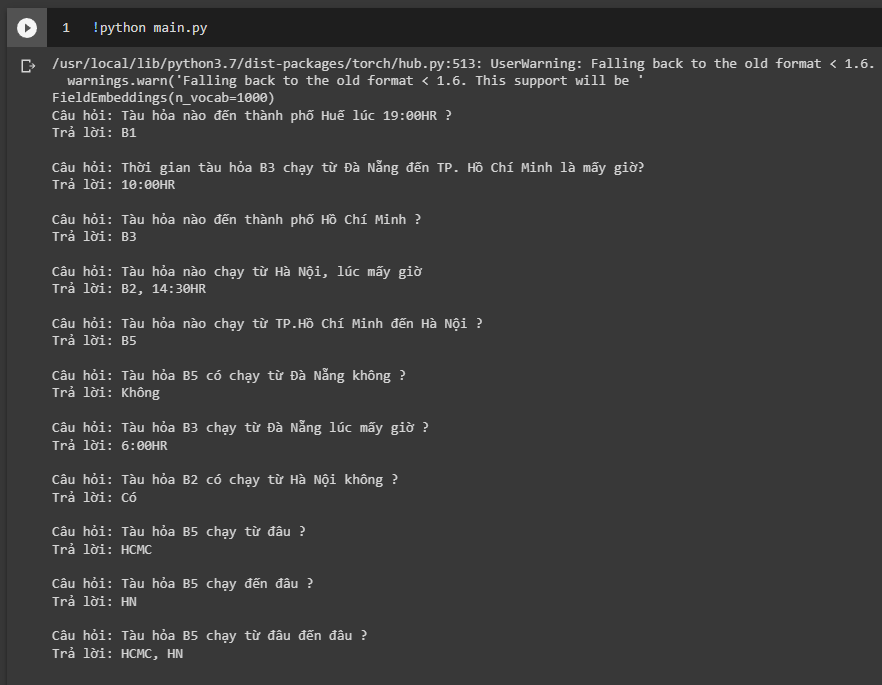 1 !python main.py
/usr/local/lib/python3.7/dist-packages/torch/hub.py:513: UserWarning: Falling back to the old format < 1.6.
warnings.warn('Falling back to the old format < 1.6. This support will be '
FieldEmbeddings(n_vocab=1000)
Câu hỏi: Tàu hỏa nào đến thành phố Huế lúc 19:00HR ?
Trả lời: B1
Câu hỏi: Thời gian tàu hỏa B3 chạy từ Đà Nẵng đến TP. Hồ Chí Minh là mấy giờ?
Trả lời: 10:00HR
Câu hỏi: Tàu hỏa nào đến thành phố Hồ Chí Minh ?
Trả lời: B3
Câu hỏi: Tàu hỏa nào chạy từ Hà Nội, lúc mấy giờ
Trả lời: B2, 14:30HR
Câu hỏi: Tàu hỏa nào chạy từ TP.Hồ Chí Minh đến Hà Nội ?
Trả lời: B5
Câu hỏi: Tàu hỏa B5 có chạy từ Đà Nẵng không ?
Trả lời: Không
Câu hỏi: Tàu hỏa B3 chạy từ Đà Nẵng lúc mấy giờ ?
Trả lời: 6:00HR
Câu hỏi: Tàu hỏa B2 có chạy từ Hà Nội không ?
Trả lời: Có
Câu hỏi: Tàu hỏa B5 chạy từ đâu ?
Trả lời: HCMC
Câu hỏi: Tàu hỏa B5 chạy đến đâu ?
Trả lời: HN
Câu hỏi: Tàu hỏa B5 chạy từ đâu đến đâu ?
Trả lời: HCMC, HN